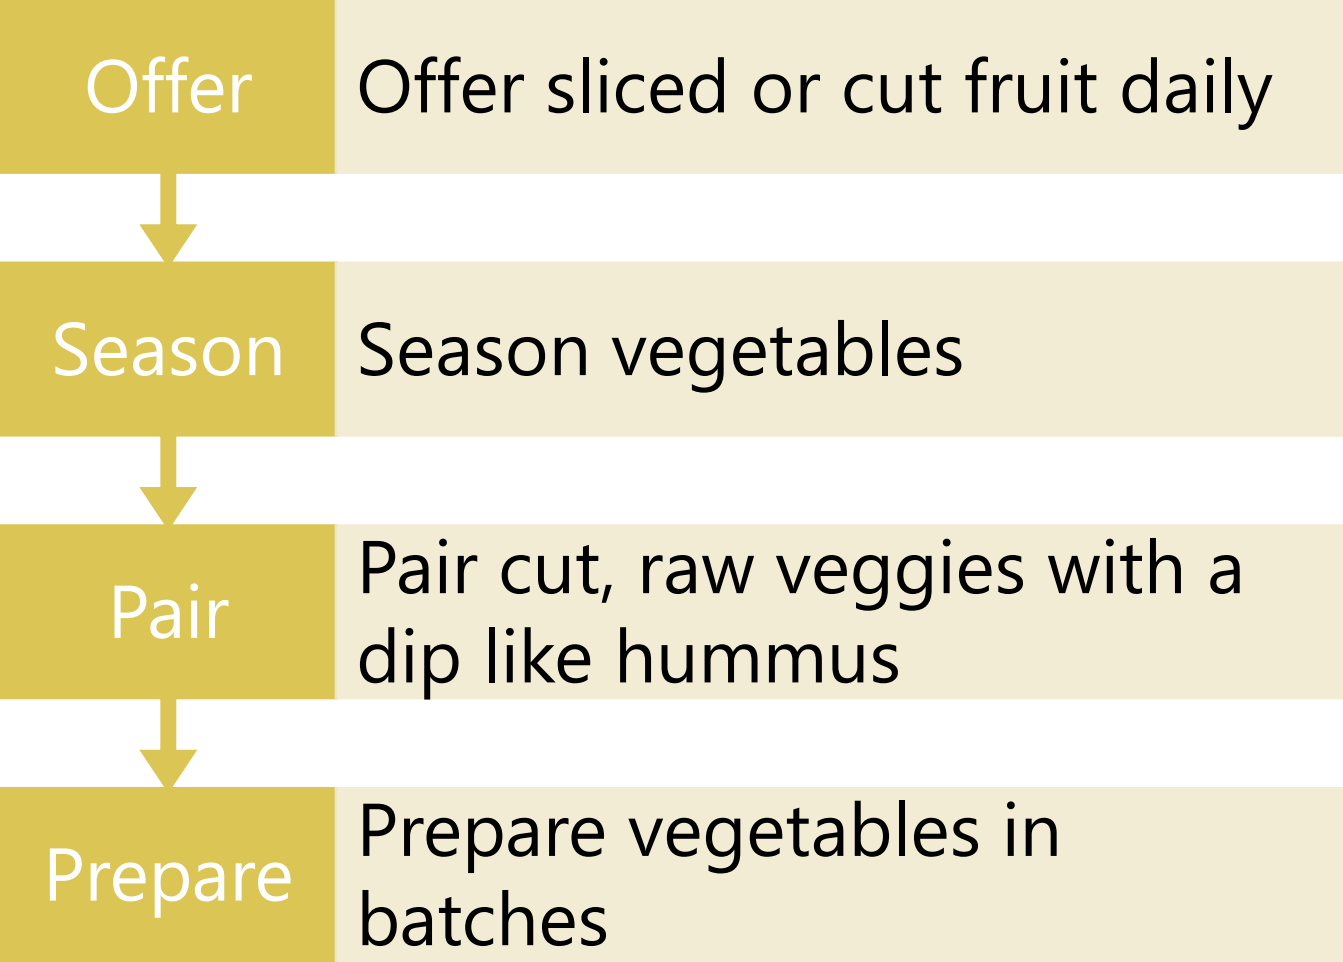 Offer
Offer sliced or cut fruit daily
Season
Season vegetables
Pair
Pair cut, raw veggies with a
dip like hummus
Prepare
Prepare vegetables in
batches